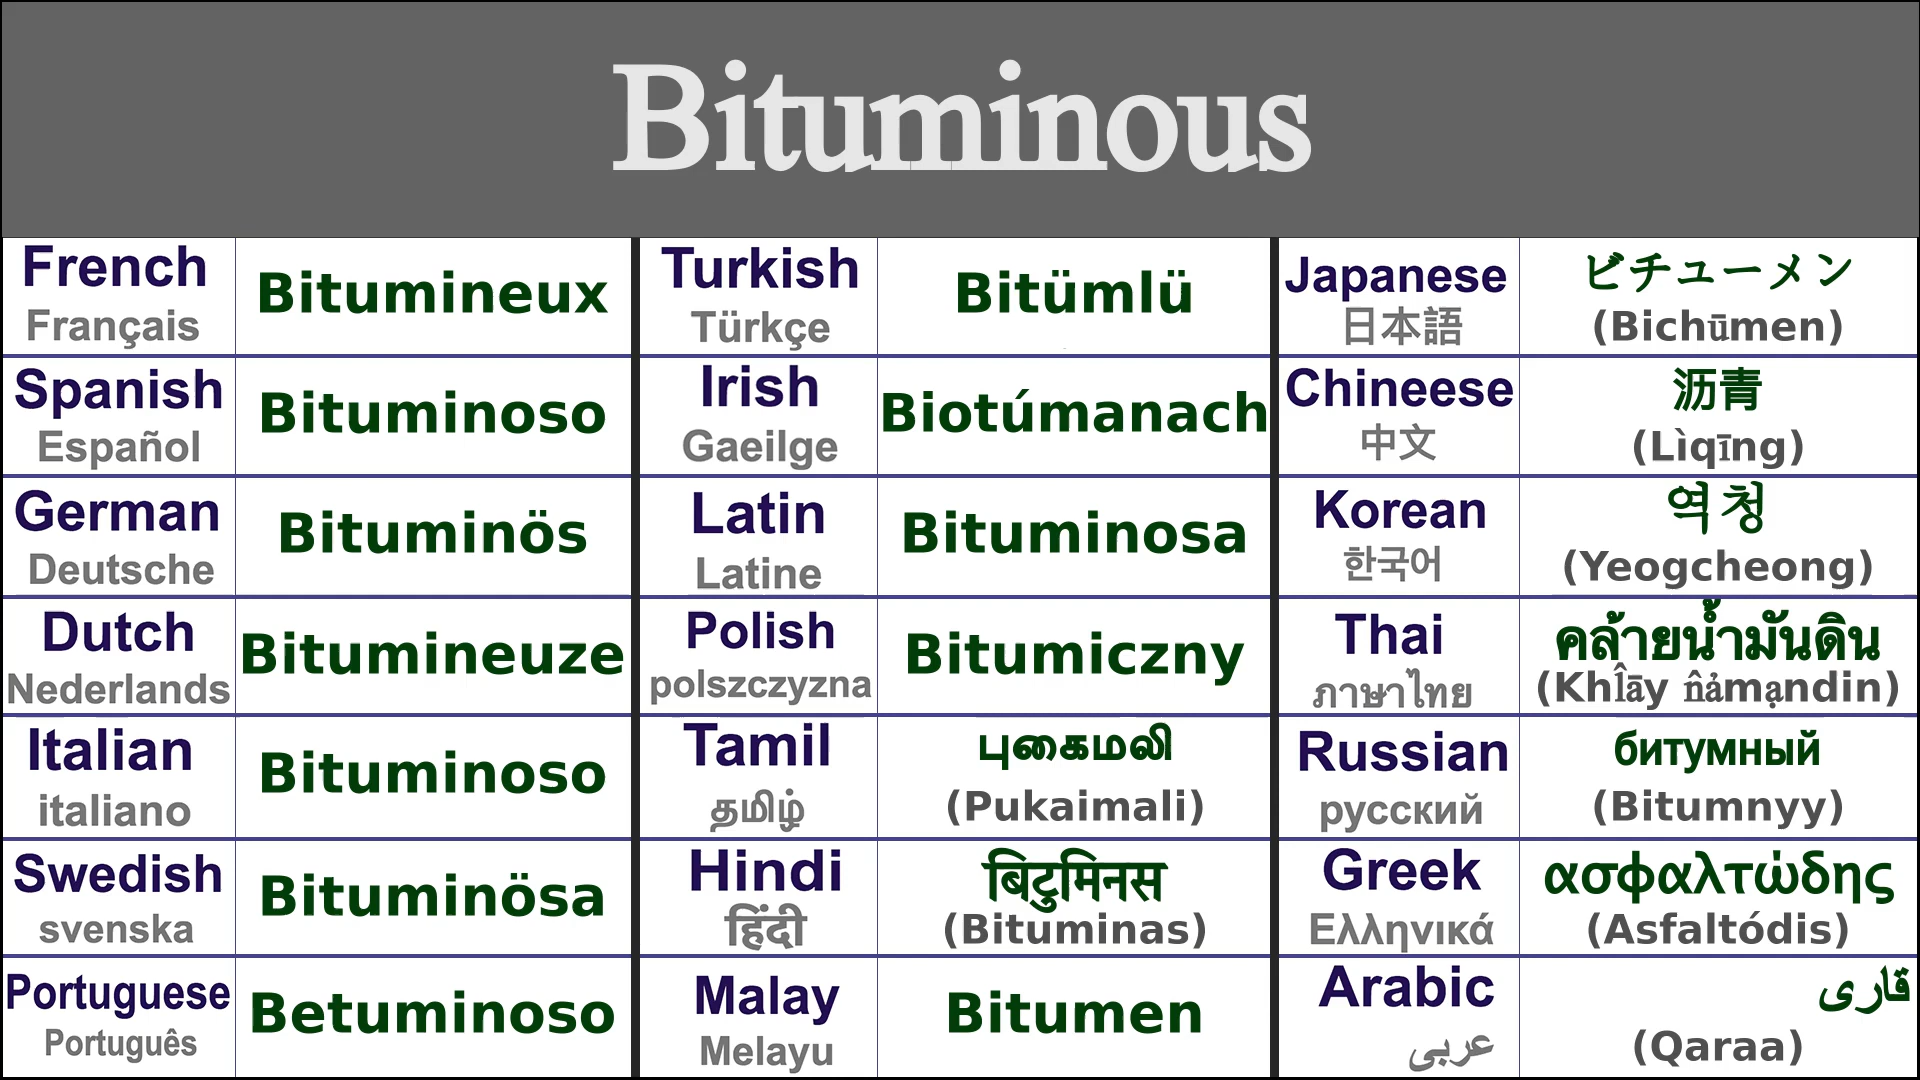 Bituminous
French
Français
Bitumineux
Spanish
Español
Bituminoso
German
Deutsche
Bituminös
Dutch
Nederlands
Bitumineuze
Italian
italiano
Bituminoso
Swedish
svenska
Bituminösa
Portuguese
Português
Betuminoso
Turkish
Türkçe
Bitümlü
Irish
Gaeilge
Biotúmanach
Latin
Latine
Bituminosa
Polish
polszczyzna
Bitumiczny
Tamil
தமிழ்
புகைமலி
(Pukaimali)
Hindi
हिंदी
बिटुमिनस
(Bituminas)
Malay
Melayu
Bitumen
Japanese
日本語
ビチューメン
(Bichūmen)
Chineese
中文
沥青
(Lìqīng)
Korean
한국어
역청
(Yeogcheong)
Thai
ภาษาไทย
คล้ายน้ำมันดิน
(Khl̂āy n̂ảmạndin)
Russian
русский
битумный
(Bitumnyy)
Greek
Ελληνικά
ασφαλτώδης
(Asfaltódis)
Arabic
عربى
قارى
(Qaraa)